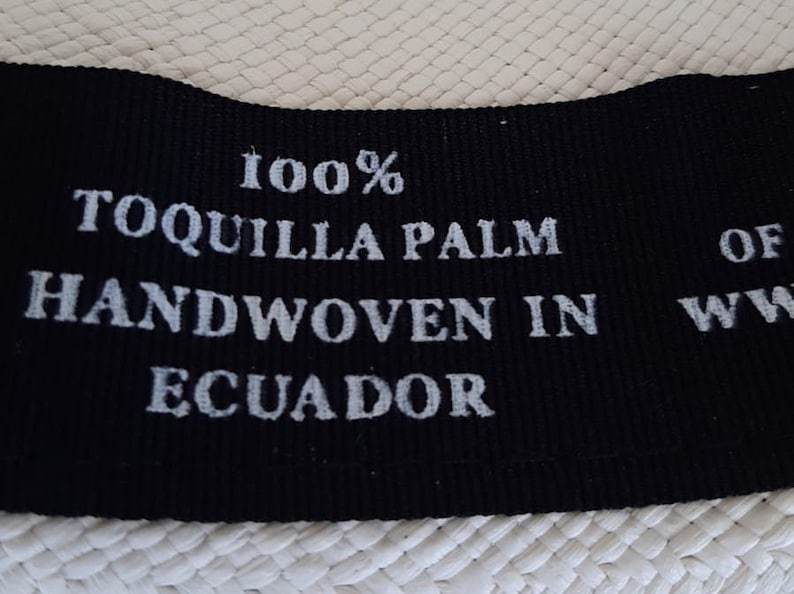 100%
TOQUILLA PALM
HANDWOVEN IN
ECUADOR
OF